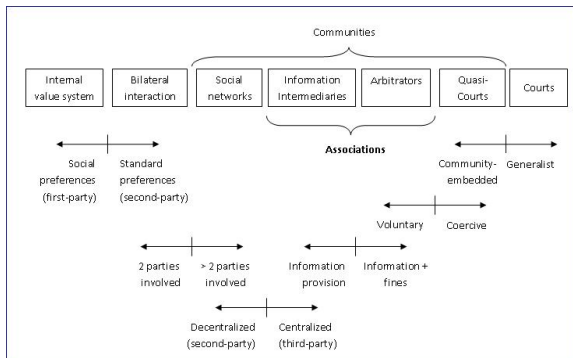 Communities
Internal
value system
Bilateral
interaction
Social
networks
Information
Intermediaries
Arbitrators
Quasi-
Courts
Courts
Associations
Social
preferences
(first-party)
Standard
preferences
(second-party)
Community-
embedded
Generalist
Voluntary
Coercive
2 parties
involved
> 2 parties
involved
Information
provision
Information +
fines
Decentralized
(second-party)
Centralized
(third-party)